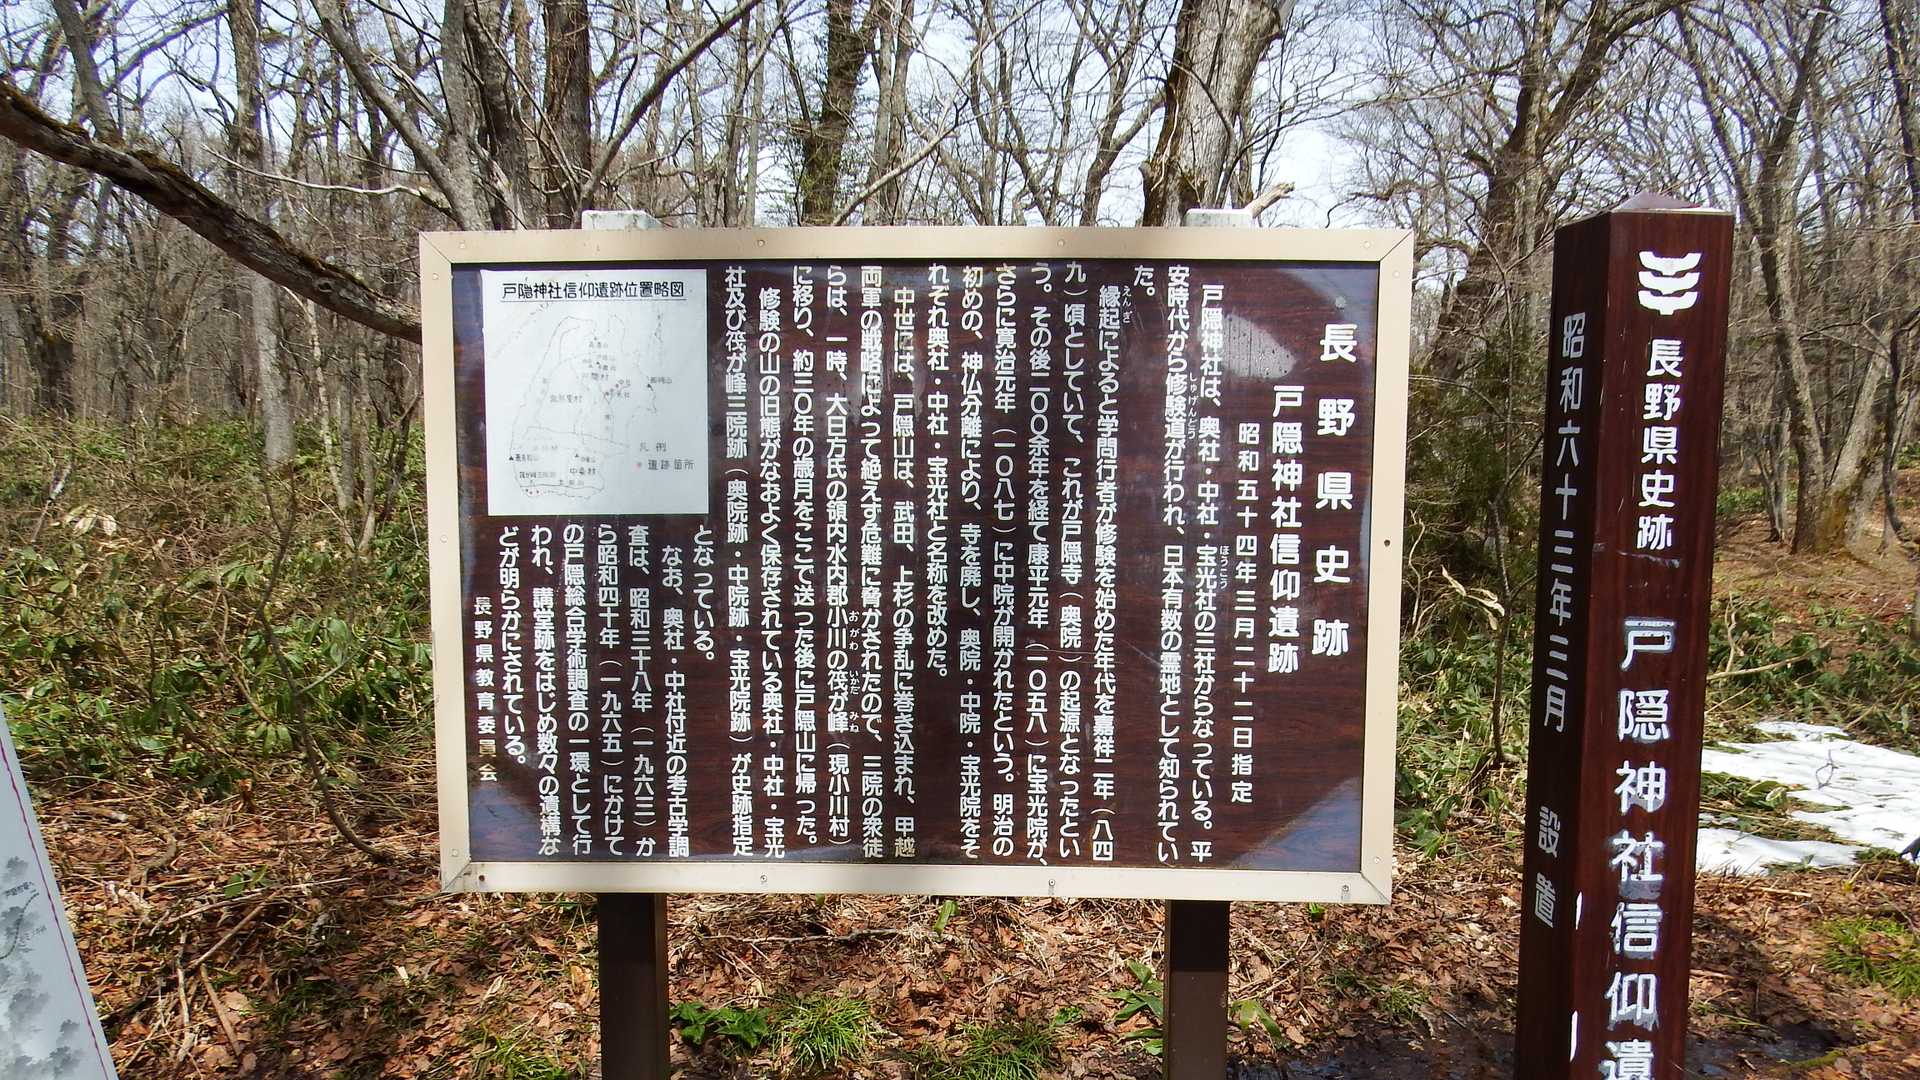 長野県史跡
戸隠神社信仰遺跡
昭和五十四年三月二十二日指定
戸隠神社は、奥社・中社・宝光社の三社からなっている。平
安時代から修験道が行われ、日本有数の霊地として知られてい
た。
縁起によると学問行者が修験を始めた年代を嘉祥二年（八四
九）頃としていて、これが戸隠寺（奥院）の起源となったとい
う。その後二〇〇余年を経て康平元年（一〇五八）に宝光院が、
さらに寛治元年（一〇八七）に中院が開かれたという。明治の
初めの、神仏分離により、寺を廃し、奥院・中院・宝光院をそ
れぞれ奥社・中社・宝光社と名称を改めた。
中世には、戸隠山は、武田、上杉の争乱に巻き込まれ、甲越
両軍の戦略によって絶えず危難に脅かされたので、三院の衆徒
らは、一時、大日方氏の領内水内郡小川の筏が峰（現小川村）
に移り、約三〇年の歳月をここで送った後に戸隠山に帰った。
修験の山の旧態がなおよく保存されている奥社・中社・宝光
社及び筏が峰三院跡（奥院跡・中院跡・宝光院跡）が史跡指定
となっている。
なお、奥社・中社付近の考古学調
査は、昭和三十八年（一九六三）か
ら昭和四十年（一九六五）にかけて
の戸隠総合学術調査の一環として行
われ、講堂跡をはじめ数々の遺構な
どが明らかにされている。
長野県教育委員会
しゅげんどう
ほうこう
えんぎ
おがわ
いかだ
みね
戸隠神社信仰遺跡位置略図
凡例
遺跡箇所
中条村
長野県史跡 戸隠神社信仰遺
昭和六十三年三月 設置